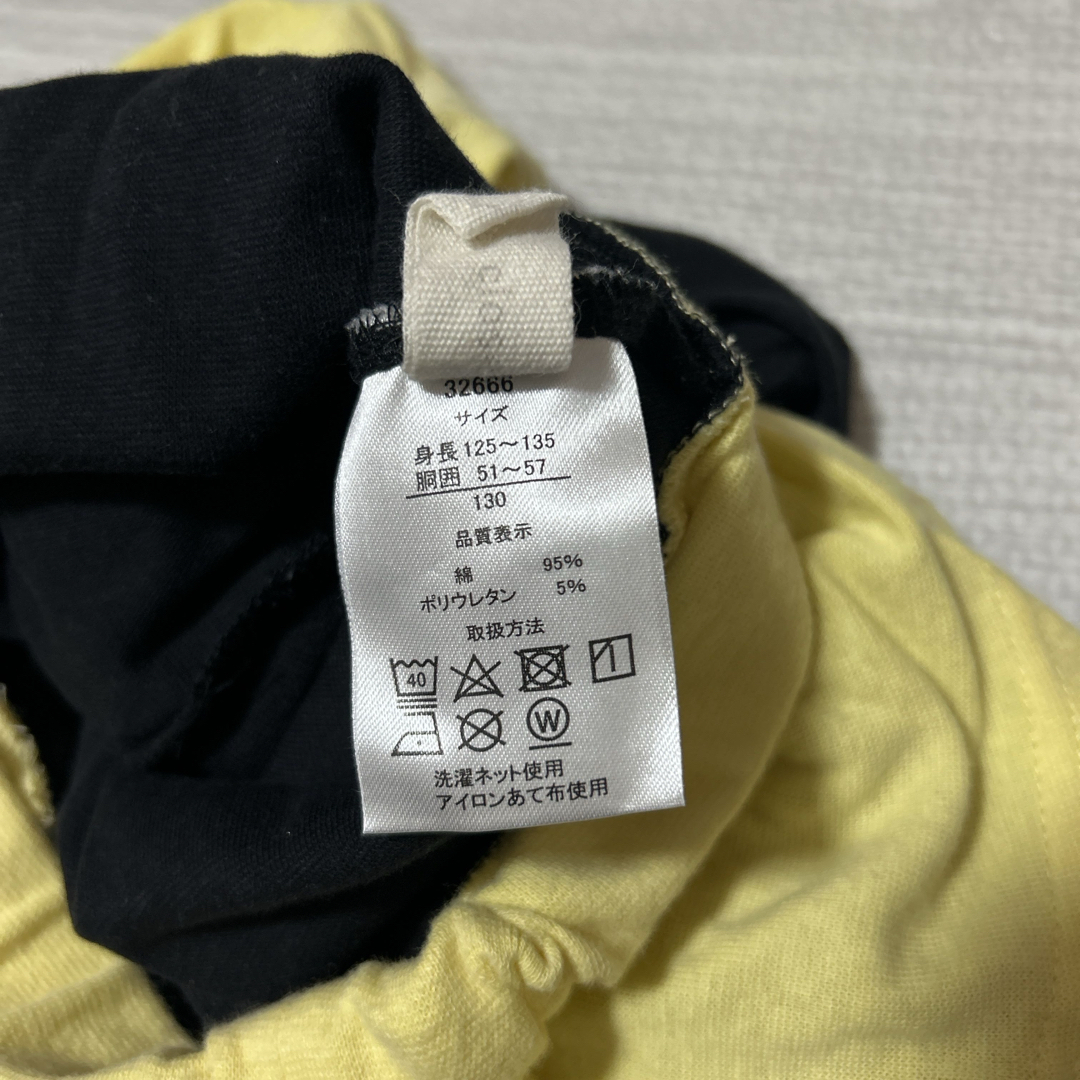 32666
サイズ
身長 125～135
胴囲 51～57
130
品質表示
綿 95%
ポリウレタン 5%
取扱方法
40
W
洗濯ネット使用
アイロンあて布使用